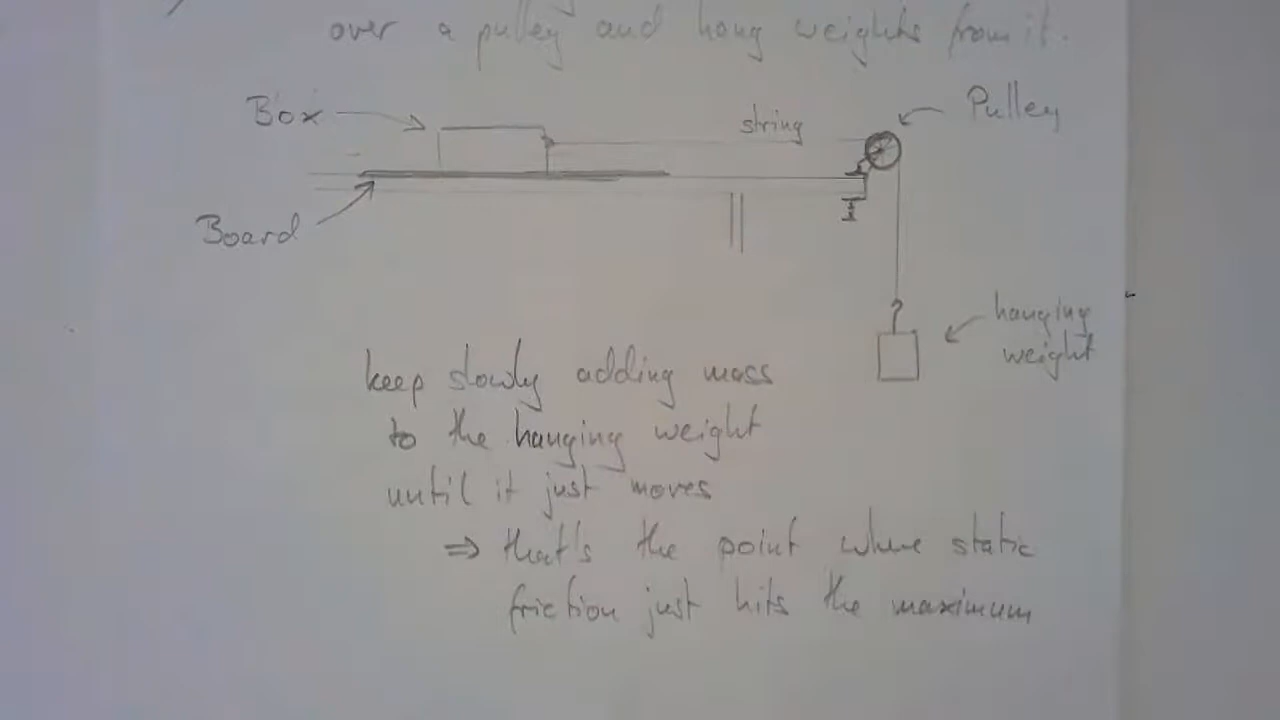 over a pulley and hang weights from it.
Box
string
Pulley
Board
hanging
weight
keep slowly adding mass
to the hanging weight
until it just moves
⇒ that's the point where static
friction just hits the maximum